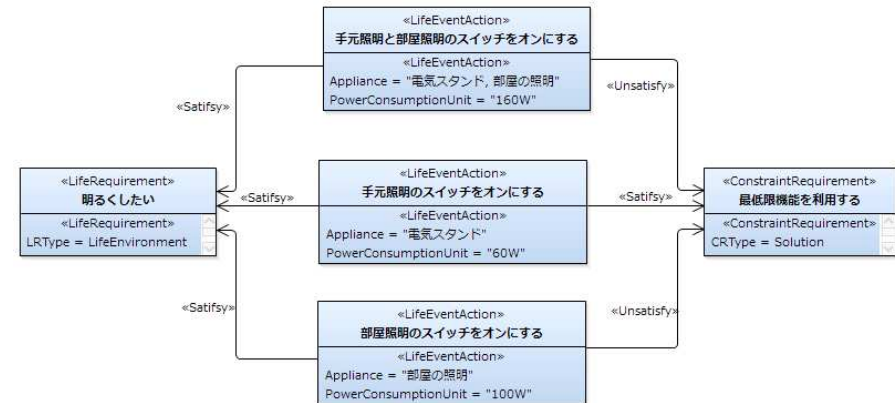 «LifeEventAction»
手元照明と部屋照明のスイッチをオンにする
«LifeEventAction»
Appliance = "電気スタンド, 部屋の照明"
PowerConsumptionUnit = "160W"
«Satifsy»
«Unsatisfy»
«LifeRequirement»
明るくしたい
«LifeRequirement»
LRType = LifeEnvironment
«Satifsy»
«LifeEventAction»
手元照明のスイッチをオンにする
«LifeEventAction»
Appliance = "電気スタンド"
PowerConsumptionUnit = "60W"
«Satifsy»
«ConstraintRequirement»
最低限機能を利用する
«ConstraintRequirement»
CRType = Solution
«Satifsy»
«Unsatisfy»
«LifeEventAction»
部屋照明のスイッチをオンにする
«LifeEventAction»
Appliance = "部屋の照明"
PowerConsumptionUnit = "100W"